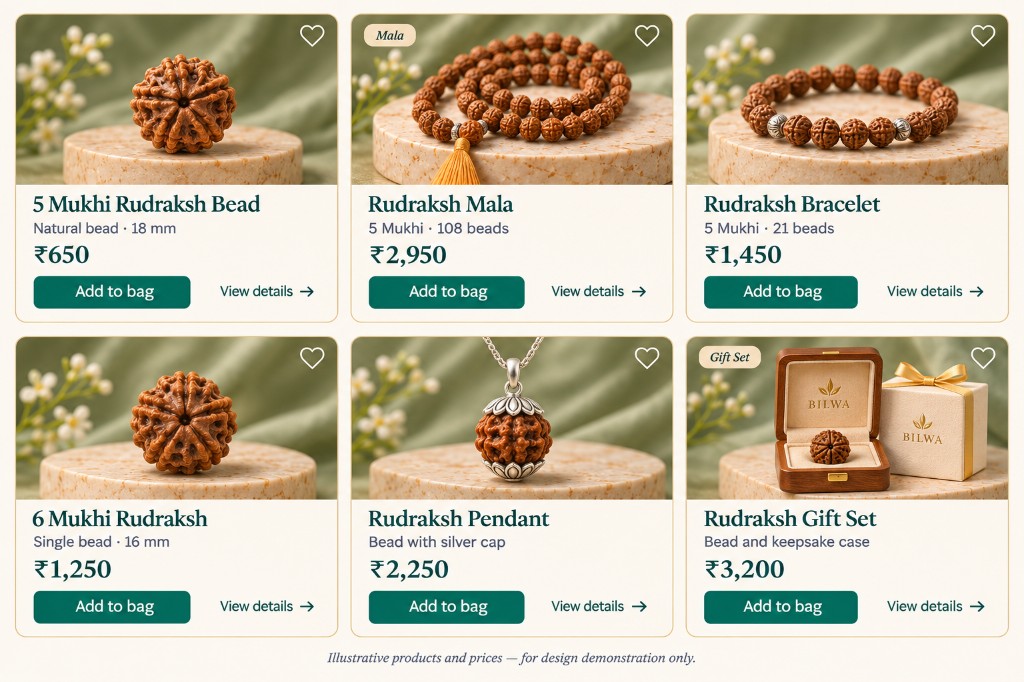 5 Mukhi Rudraksh Bead
Natural bead · 18 mm
₹650
Add to bag
View details →
Mala
Rudraksh Mala
5 Mukhi · 108 beads
₹2,950
Add to bag
View details →
Rudraksh Bracelet
5 Mukhi · 21 beads
₹1,450
Add to bag
View details →
6 Mukhi Rudraksh
Single bead · 16 mm
₹1,250
Add to bag
View details →
Rudraksh Pendant
Bead with silver cap
₹2,250
Add to bag
View details →
Gift Set
BILWA
BILWA
Rudraksh Gift Set
Bead and keepsake case
₹3,200
Add to bag
View details →
Illustrative products and prices — for design demonstration only.